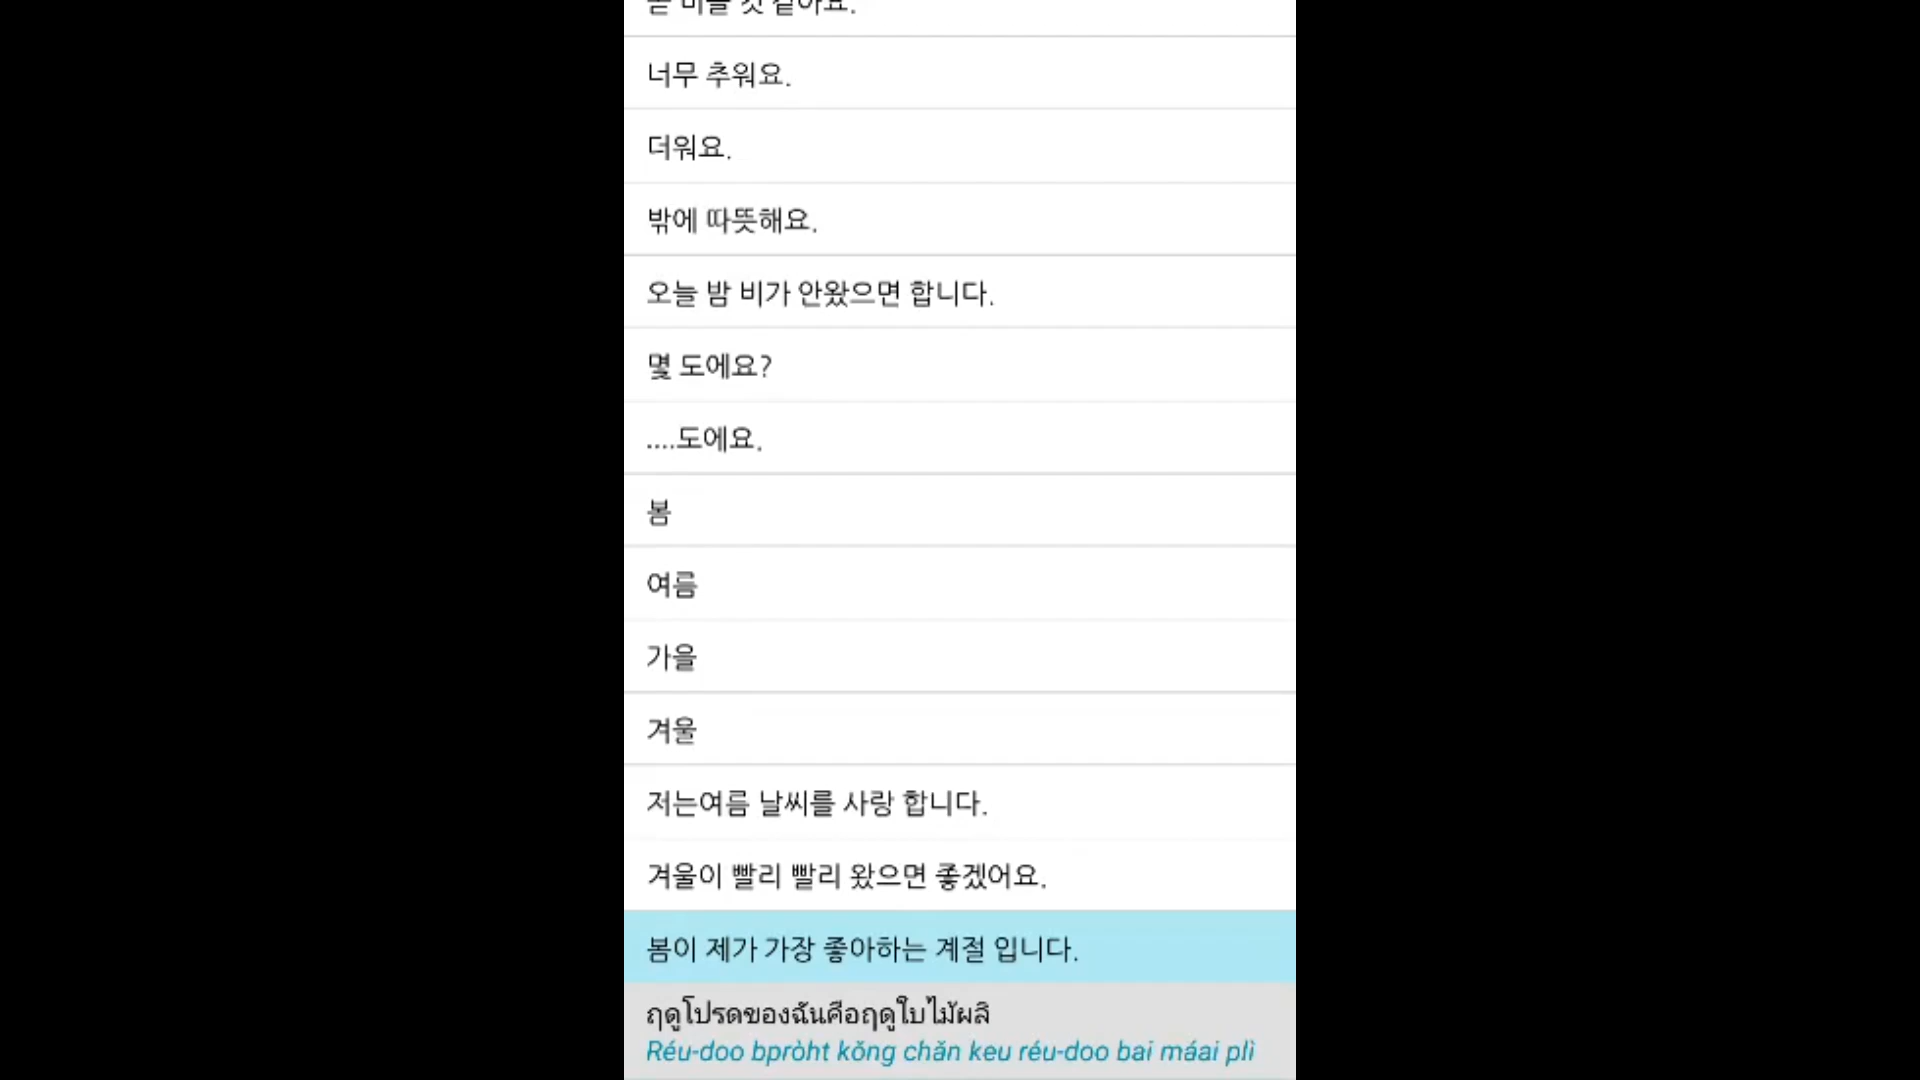 너무 추워요.
더워요.
밖에 따뜻해요.
오늘 밤 비가 안왔으면 합니다.
몇 도에요?
....도에요.
봄
여름
가을
겨울
저는여름 날씨를 사랑 합니다.
겨울이 빨리 빨리 왔으면 좋겠어요.
봄이 제가 가장 좋아하는 계절 입니다.
ฤดูโปรดของฉันคือฤดูใบไม้ผลิ
Réu-doo bpròht kǒng chǎn keu réu-doo bai máai plì